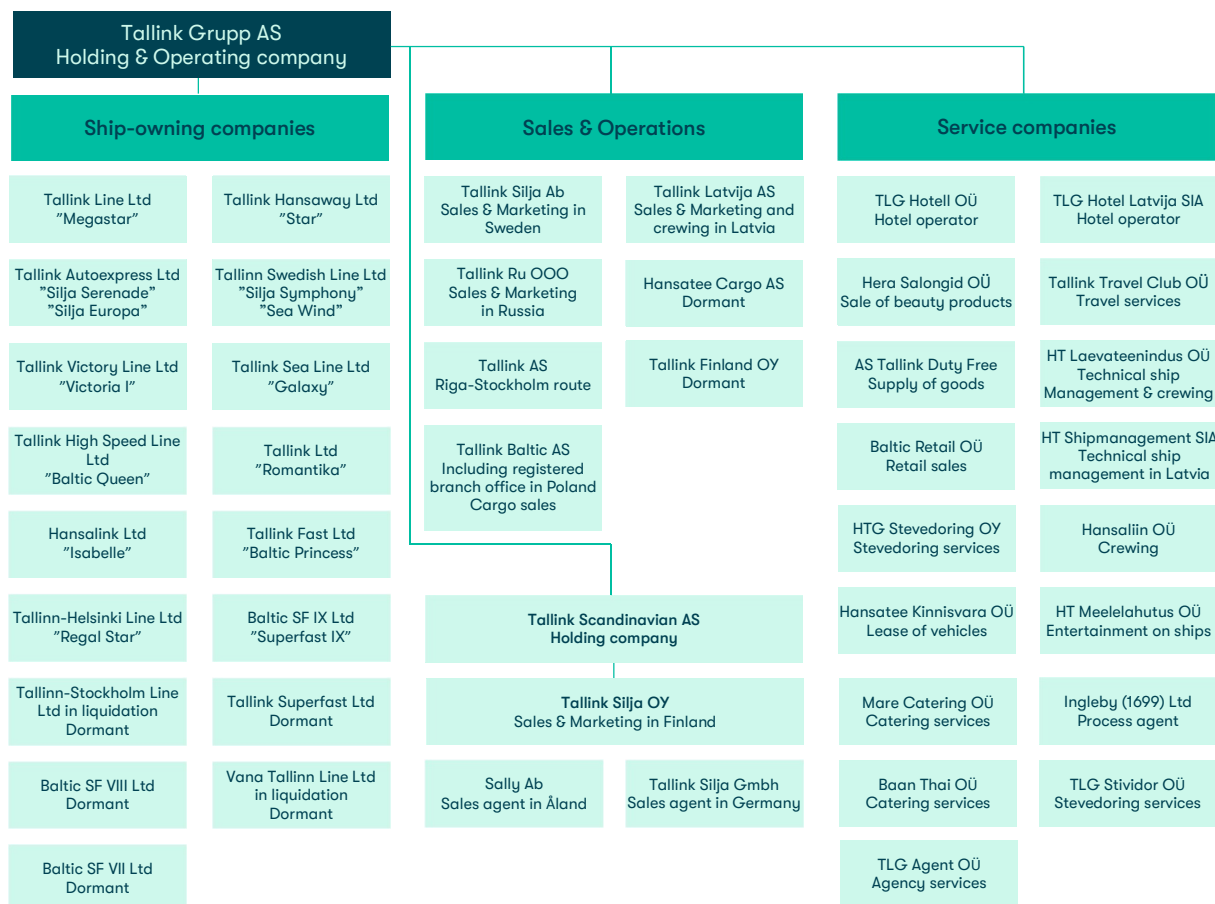 Tallink Grupp AS
Holding & Operating company
Ship-owning companies
Tallink Line Ltd
”Megastar”
Tallink Hansaway Ltd
”Star”
Tallink Autoexpress Ltd
”Silja Serenade”
”Silja Europa”
Tallinn Swedish Line Ltd
”Silja Symphony”
”Sea Wind”
Tallink Victory Line Ltd
”Victoria I”
Tallink Sea Line Ltd
”Galaxy”
Tallink High Speed Line
Ltd
”Baltic Queen”
Tallink Ltd
”Romantika”
Hansalink Ltd
”Isabelle”
Tallink Fast Ltd
”Baltic Princess”
Tallinn-Helsinki Line Ltd
”Regal Star”
Baltic SF IX Ltd
”Superfast IX”
Tallinn-Stockholm Line
Ltd in liquidation
Dormant
Tallink Superfast Ltd
Dormant
Baltic SF VIII Ltd
Dormant
Vana Tallinn Line Ltd
in liquidation
Dormant
Baltic SF VII Ltd
Dormant
Sales & Operations
Tallink Silja Ab
Sales & Marketing in
Sweden
Tallink Latvija AS
Sales & Marketing and
crewing in Latvia
Tallink Ru OOO
Sales & Marketing
in Russia
Hansatee Cargo AS
Dormant
Tallink AS
Riga-Stockholm route
Tallink Finland OY
Dormant
Tallink Baltic AS
Including registered
branch office in Poland
Cargo sales
Tallink Scandinavian AS
Holding company
Tallink Silja OY
Sales & Marketing in Finland
Sally Ab
Sales agent in Åland
Tallink Silja Gmbh
Sales agent in Germany
Service companies
TLG Hotell OÜ
Hotel operator
TLG Hotel Latvija SIA
Hotel operator
Hera Salongid OÜ
Sale of beauty products
Tallink Travel Club OÜ
Travel services
AS Tallink Duty Free
Supply of goods
HT Laevateenindus OÜ
Technical ship
Management & crewing
Baltic Retail OÜ
Retail sales
HT Shipmanagement SIA
Technical ship
management in Latvia
HTG Stevedoring OY
Stevedoring services
Hansaliin OÜ
Crewing
Hansatee Kinnisvara OÜ
Lease of vehicles
HT Meelelahutus OÜ
Entertainment on ships
Mare Catering OÜ
Catering services
Ingleby (1699) Ltd
Process agent
Baan Thai OÜ
Catering services
TLG Stividor OÜ
Stevedoring services
TLG Agent OÜ
Agency services